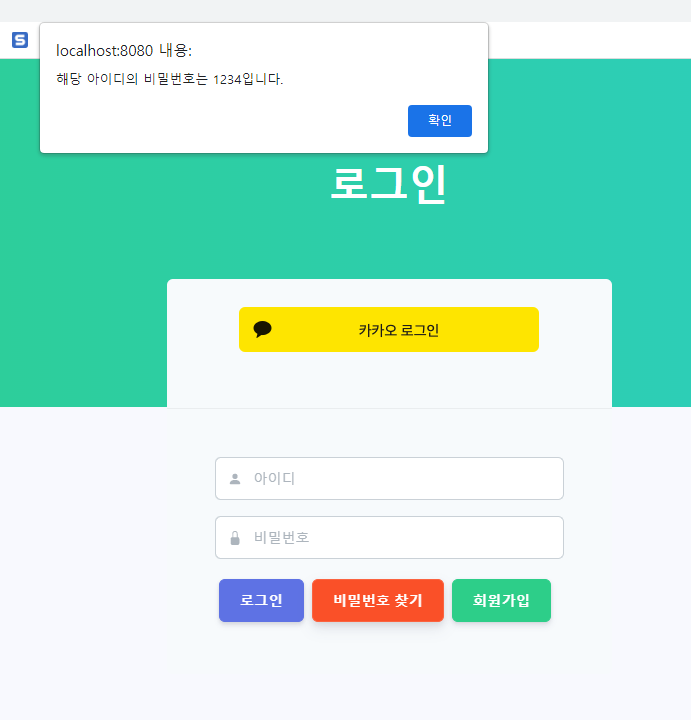 S
localhost:8080 내용:
해당 아이디의 비밀번호는 1234입니다.
확인
로그인
카카오 로그인
아이디
비밀번호
로그인 비밀번호 찾기 회원가입